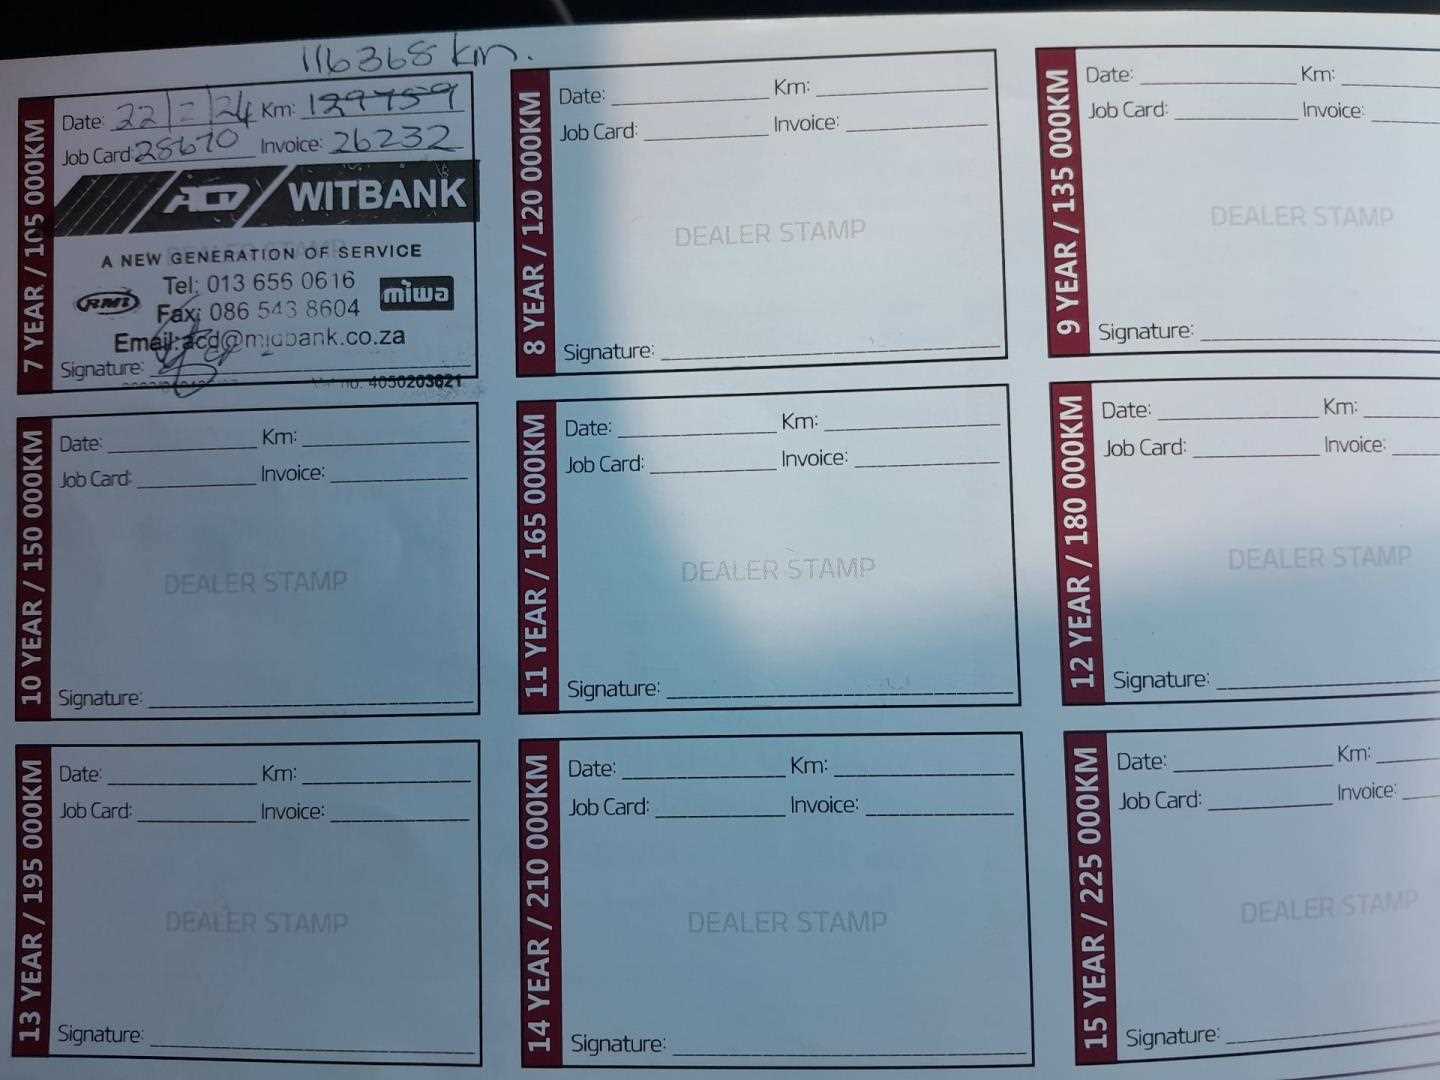 116368 km.
7 YEAR / 105 000KM
Date: 22/ = /24 Km: 129759
Job Card: 28670 Invoice: 26232
ACD WITBANK
A NEW GENERATION OF SERVICE
RMI Tel: 013 656 0616 miwa
Fax: 086 543 8604
Email:acd@migbank.co.za
Signature:
no. 4050203621
8 YEAR / 120 000KM
Date: Km:
Job Card: Invoice:
DEALER STAMP
Signature:
9 YEAR / 135 000KM
Date: Km:
Job Card: Invoice:
DEALER STAMP
Signature:
10 YEAR / 150 000KM
Date: Km:
Job Card: Invoice:
DEALER STAMP
Signature:
11 YEAR / 165 000KM
Date: Km:
Job Card: Invoice:
DEALER STAMP
Signature:
12 YEAR / 180 000KM
Date: Km:
Job Card: Invoice:
DEALER STAMP
Signature:
13 YEAR / 195 000KM
Date: Km:
Job Card: Invoice:
DEALER STAMP
Signature:
14 YEAR / 210 000KM
Date: Km:
Job Card: Invoice:
DEALER STAMP
Signature:
15 YEAR / 225 000KM
Date: Km:
Job Card: Invoice:
DEALER STAMP
Signature: